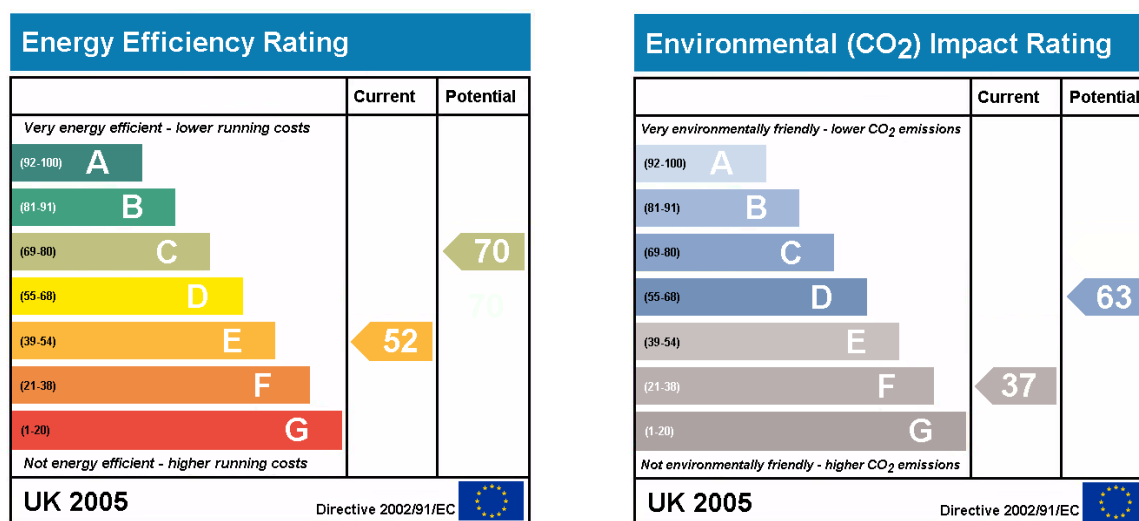 Energy Efficiency Rating
Current Potential
Very energy efficient - lower running costs
(92-100) A
(81-91) B
(69-80) C 70
(55-68) D 70
(39-54) E 52
(21-38) F
(1-20) G
Not energy efficient - higher running costs
UK 2005 Directive 2002/91/EC
Environmental (CO₂) Impact Rating
Current Potential
Very environmentally friendly - lower CO₂ emissions
(92-100) A
(81-91) B
(69-80) C
(55-68) D 63
(39-54) E
(21-38) F 37
(1-20) G
Not environmentally friendly - higher CO₂ emissions
UK 2005 Directive 2002/91/EC